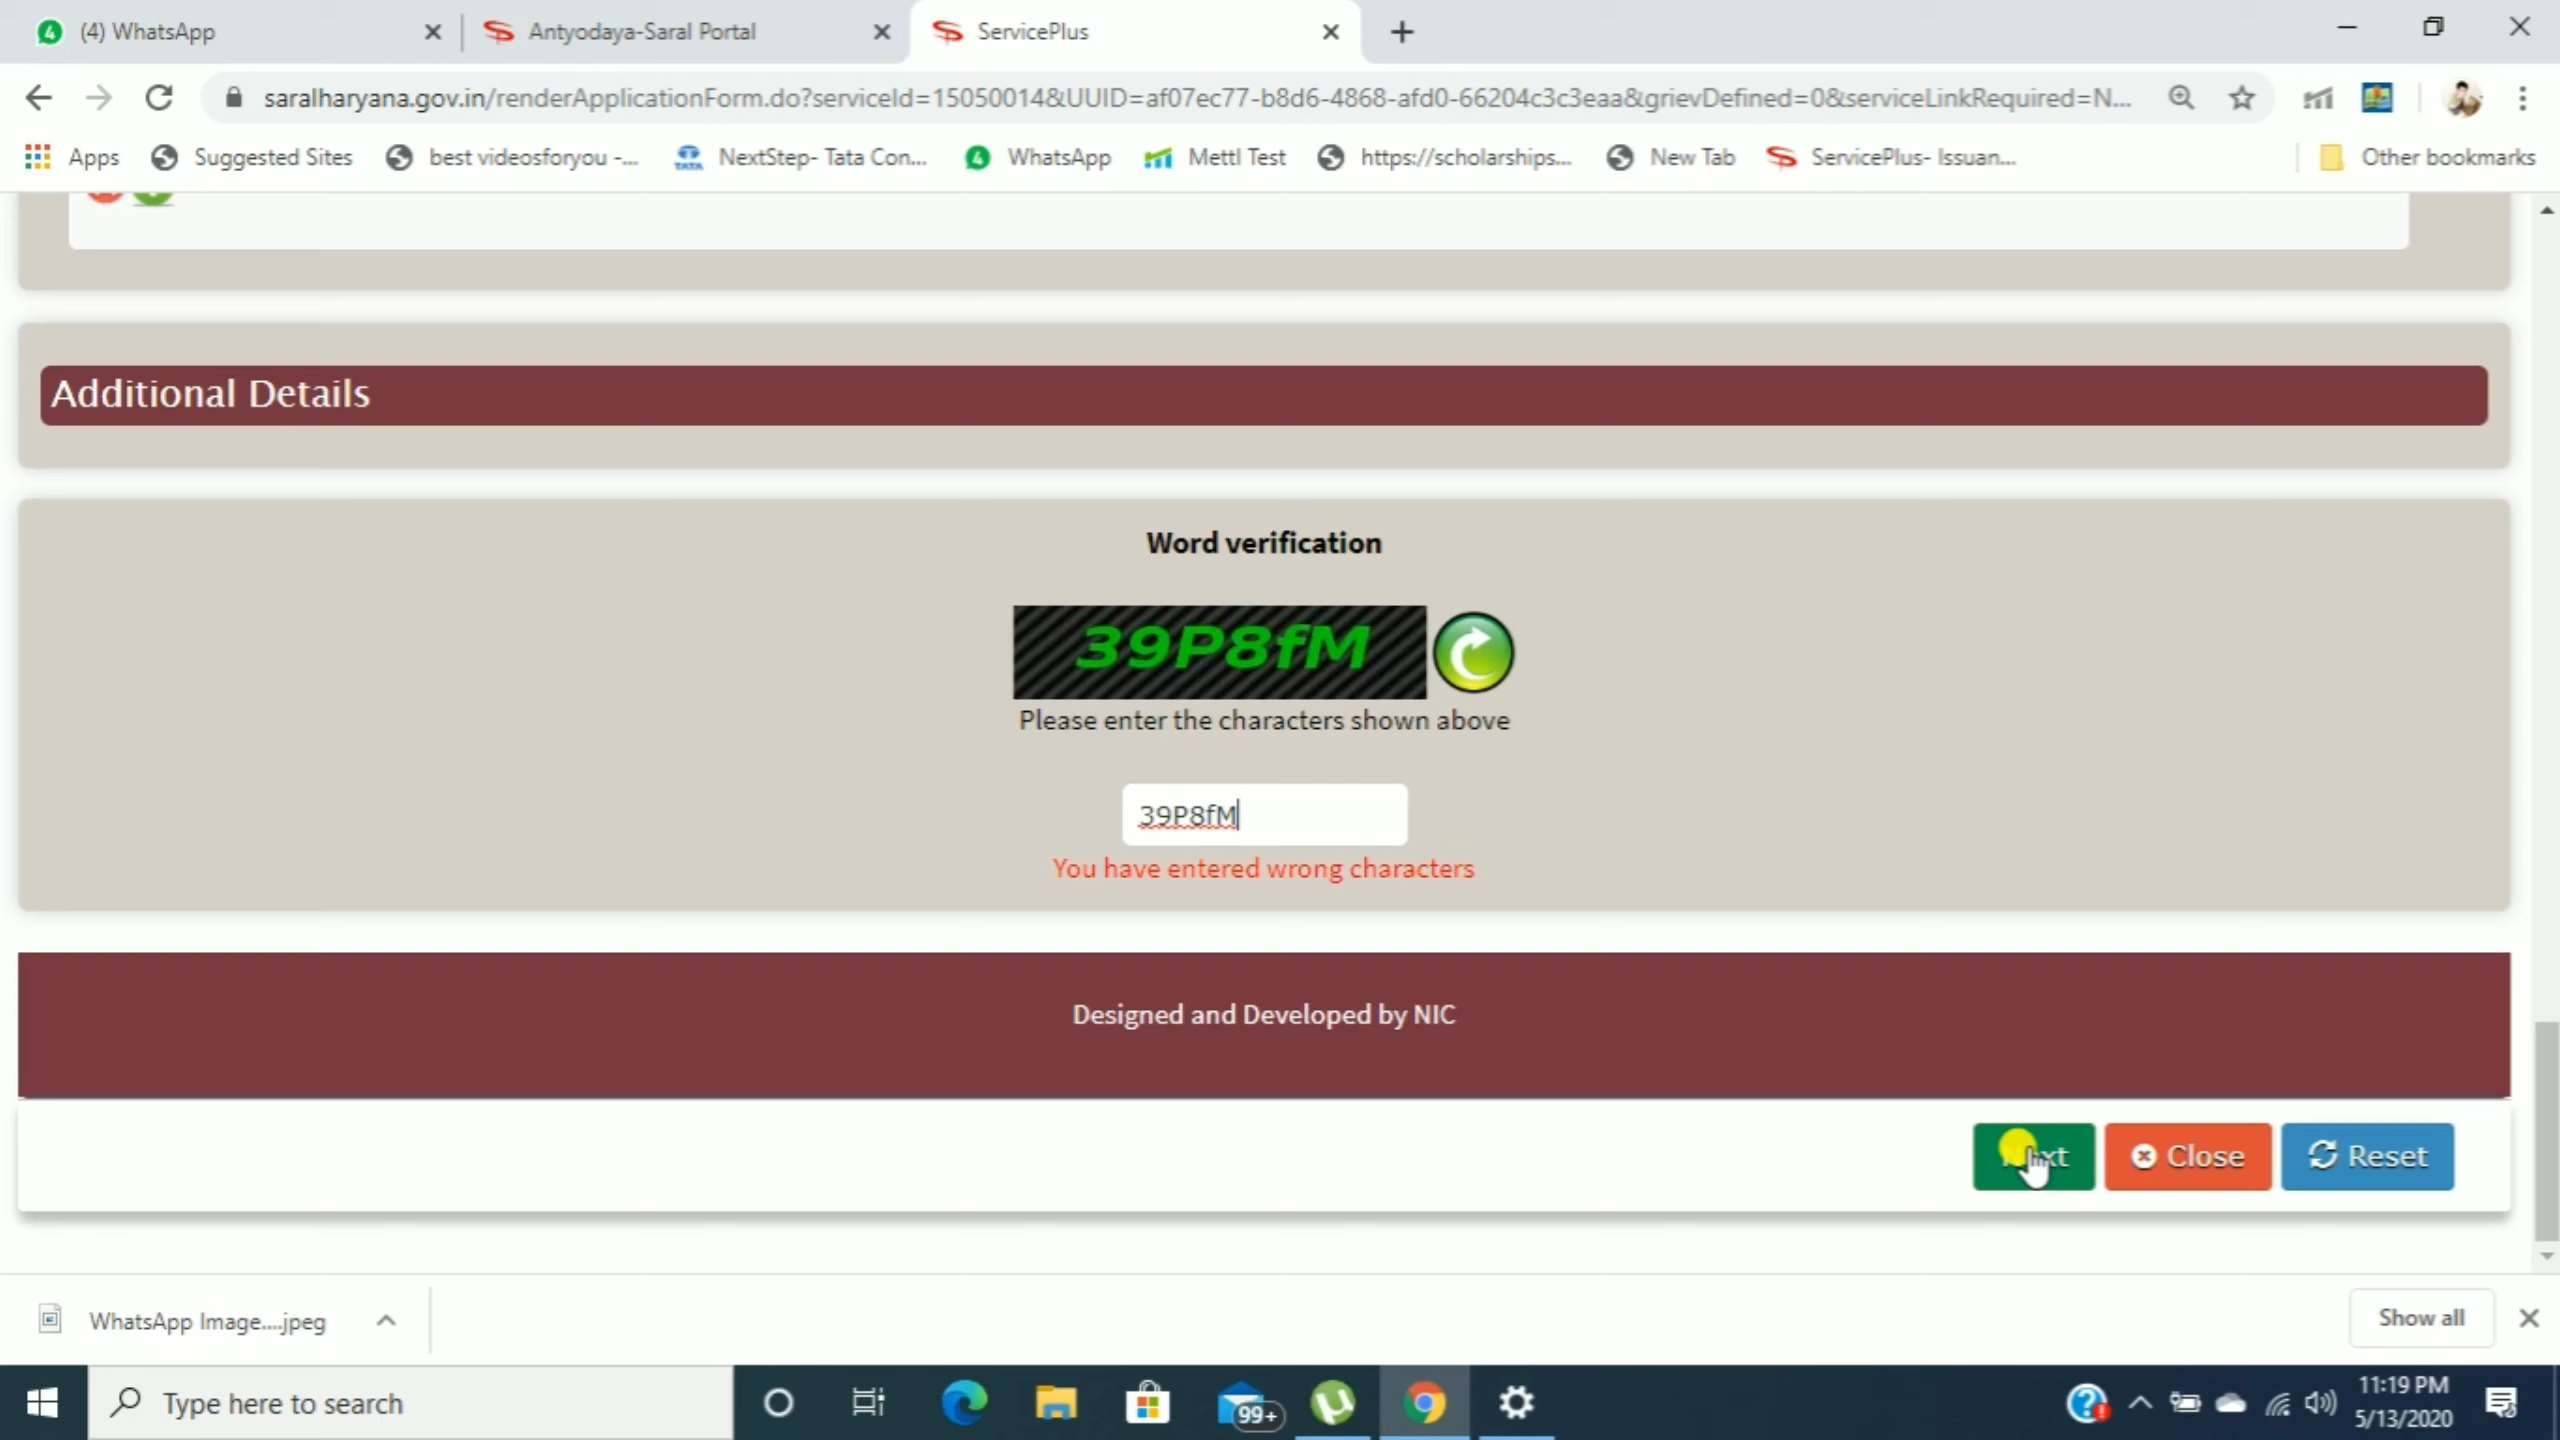 (4) WhatsApp
Antyodaya-Saral Portal
ServicePlus
saralharyana.gov.in/renderApplicationForm.do?serviceId=15050014&UUID=af07ec77-b8d6-4868-afd0-66204c3c3eaa&grievDefined=0&serviceLinkRequired=N...
Apps
Suggested Sites
best videosforyou -...
NextStep- Tata Con...
WhatsApp
Mettl Test
https://scholarships...
New Tab
ServicePlus- Issuan...
Other bookmarks
Additional Details
Word verification
39P8fM
Please enter the characters shown above
39P8fM
You have entered wrong characters
Designed and Developed by NIC
Close
Reset
WhatsApp Image....jpeg
Show all
Type here to search
99+
11:19 PM
5/13/2020